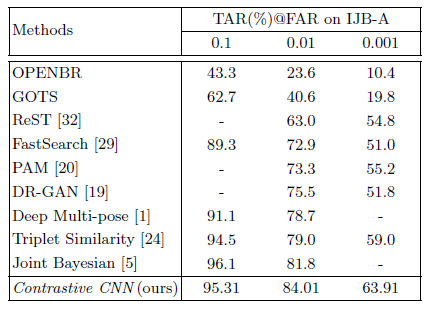 Methods TAR(%)@FAR on IJB-A
0.1 0.01 0.001
OPENBR 43.3 23.6 10.4
GOTS 62.7 40.6 19.8
ReST [32] - 63.0 54.8
FastSearch [29] 89.3 72.9 51.0
PAM [20] - 73.3 55.2
DR-GAN [19] - 75.5 51.8
Deep Multi-pose [1] 91.1 78.7 -
Triplet Similarity [24] 94.5 79.0 59.0
Joint Bayesian [5] 96.1 81.8 -
Contrastive CNN(ours) 95.31 84.01 63.91